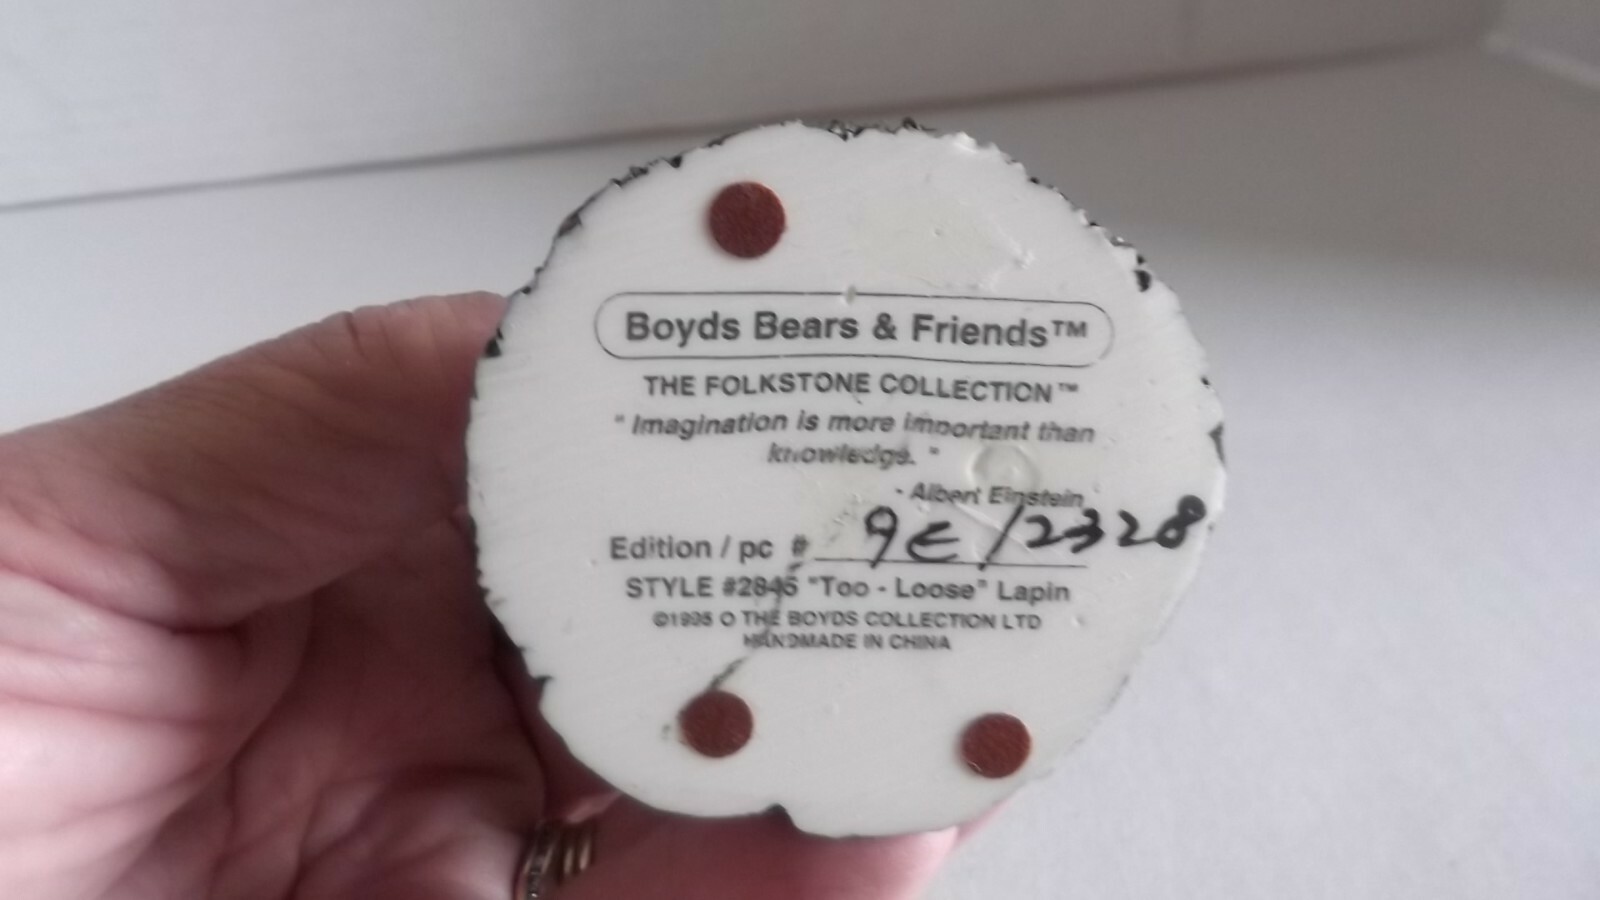 Boyds Bears & Friends™
THE FOLKSTONE COLLECTION™
" Imagination is more important than
knowledge. "
- Albert Einstein
Edition / pc # 9E/2328
STYLE #2845 "Too - Loose" Lapin
©1995 O THE BOYDS COLLECTION LTD
HANDMADE IN CHINA